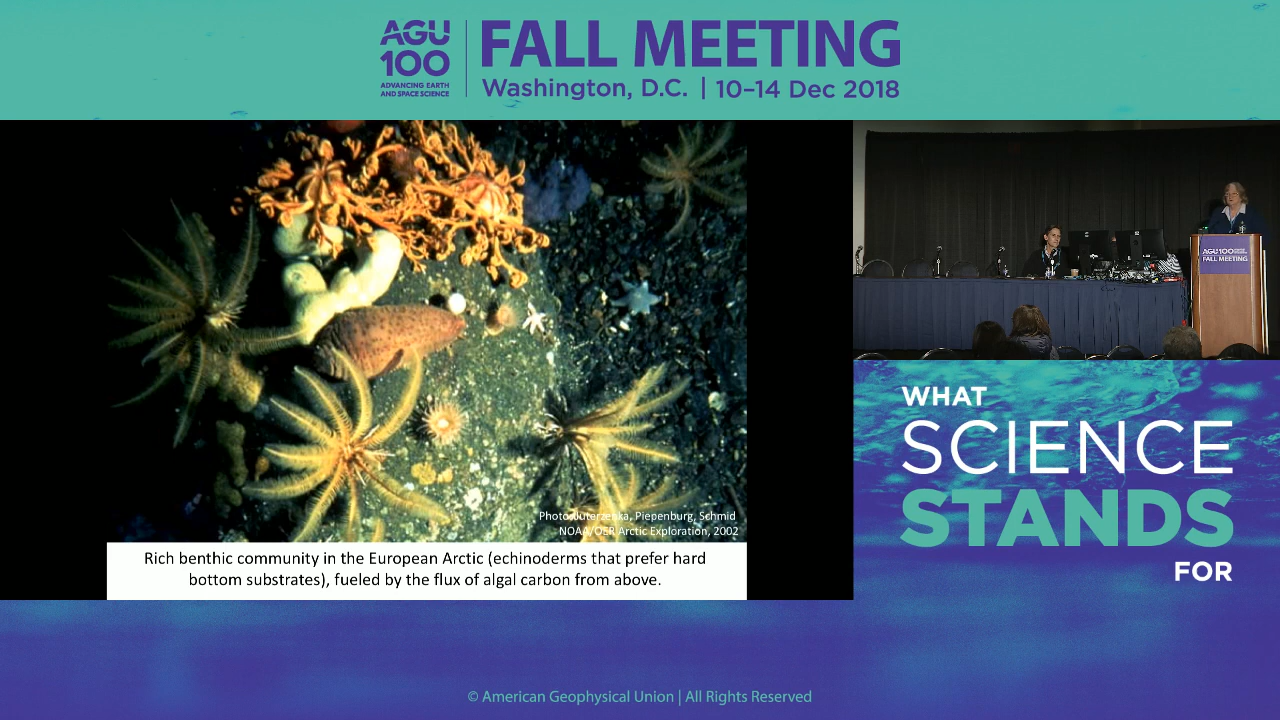 AGU
100
ADVANCING EARTH
AND SPACE SCIENCE
FALL MEETING
Washington, D.C. | 10–14 Dec 2018
Photo: Juterzenka, Piepenburg, Schmid
NOAA/OER Arctic Exploration, 2002
Rich benthic community in the European Arctic (echinoderms that prefer hard
bottom substrates), fueled by the flux of algal carbon from above.
AGU100
FALL MEETING
WHAT
SCIENCE
STANDS
FOR
© American Geophysical Union | All Rights Reserved